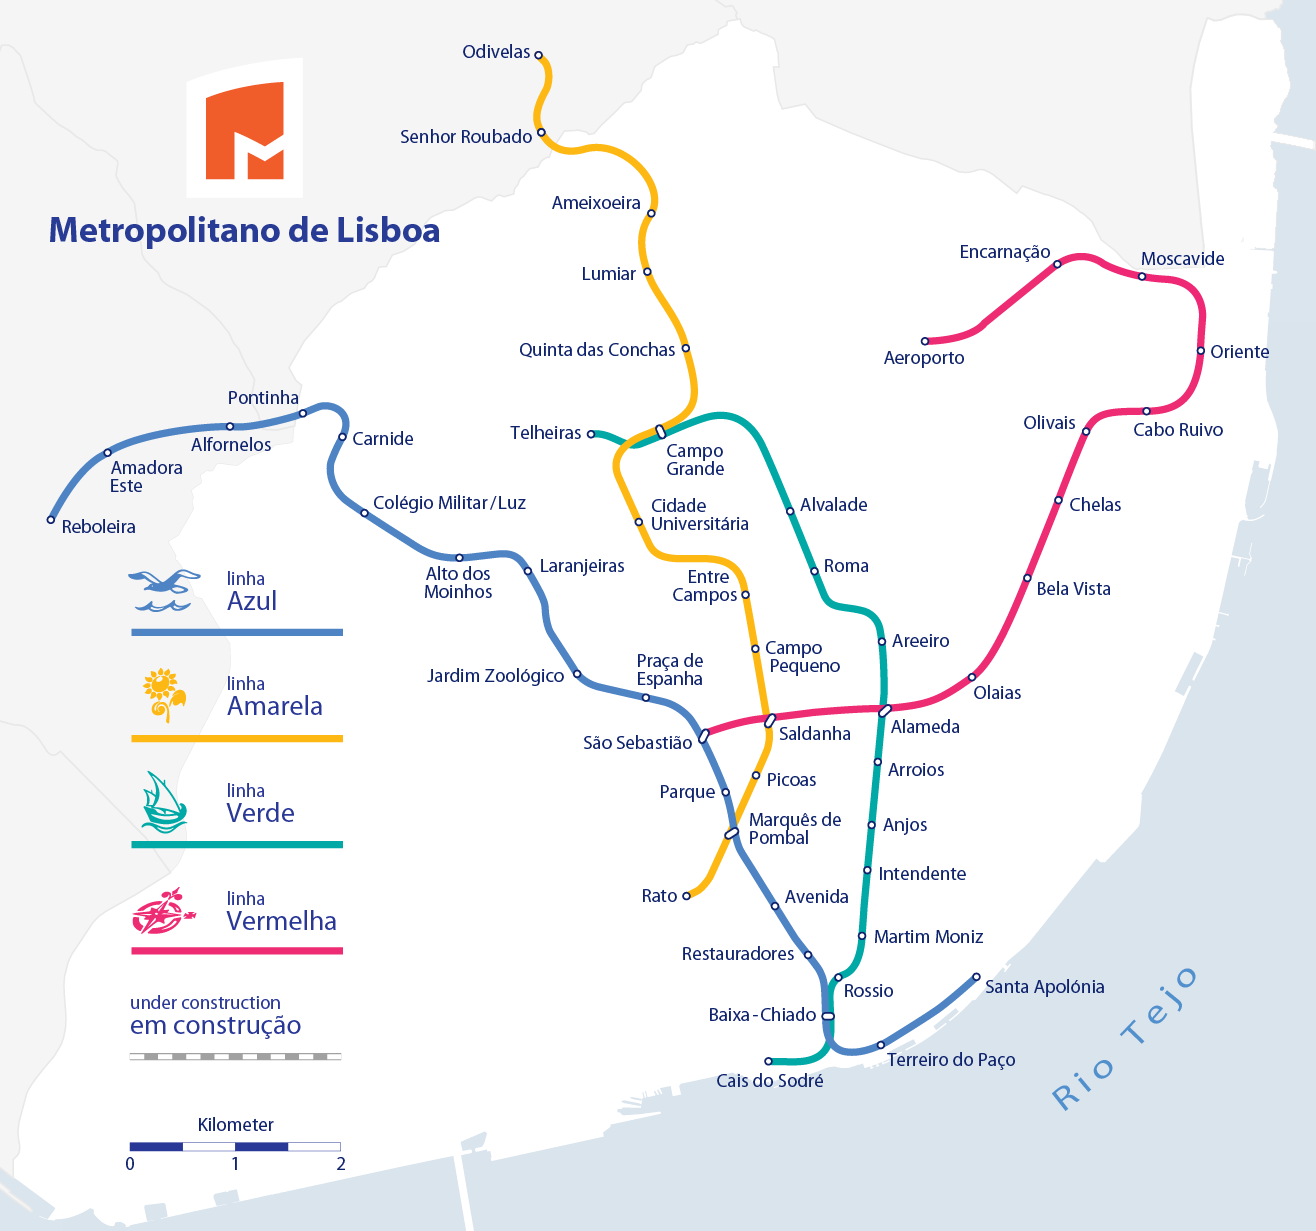 Odivelas
Senhor Roubado
Metropolitano de Lisboa
Ameixoeira
Lumiar
Quinta das Conchas
Encarnação
Moscavide
Aeroporto
Oriente
Olivais
Cabo Ruivo
Chelas
Bela Vista
Olaias
Pontinha
Alfornelos
Carnide
Amadora
Este
Reboleira
Telheiras
Campo
Grande
Colégio Militar/Luz
Cidade
Universitária
Alvalade
Alto dos
Moinhos
Laranjeiras
Entre
Campos
Roma
Jardim Zoológico
Praça de
Espanha
Campo
Pequeno
Areeiro
São Sebastião
Saldanha
Alameda
Parque
Picoas
Arroios
Marquês de
Pombal
Anjos
Rato
Avenida
Intendente
Restauradores
Martim Moniz
Rossio
Santa Apolónia
Baixa-Chiado
Terreiro do Paço
Cais do Sodré
Rio Tejo
linha
Azul
linha
Amarela
linha
Verde
linha
Vermelha
under construction
em construção
Kilometer
0 1 2